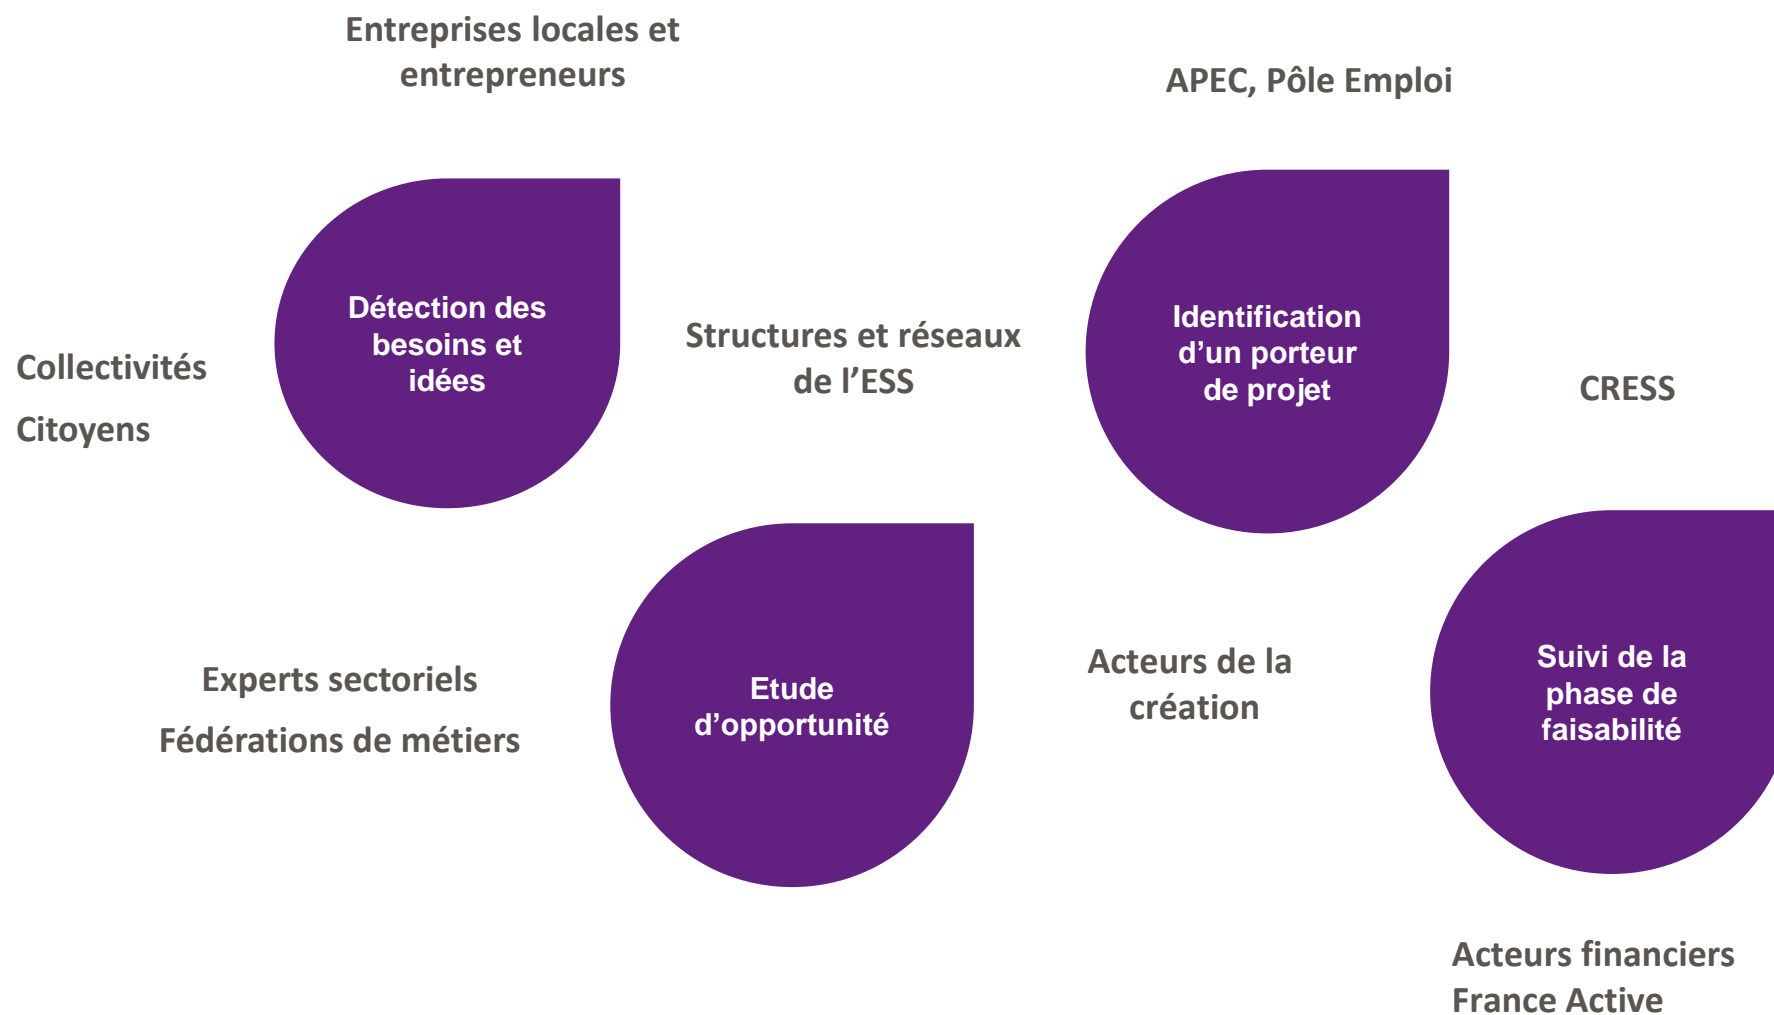 Entreprises locales et
entrepreneurs
APEC, Pôle Emploi
Détection des
besoins et
idées
Identification
d’un porteur
de projet
Structures et réseaux
de l’ESS
Collectivités
Citoyens
CRESS
Experts sectoriels
Fédérations de métiers
Etude
d’opportunité
Acteurs de la
création
Suivi de la
phase de
faisabilité
Acteurs financiers
France Active